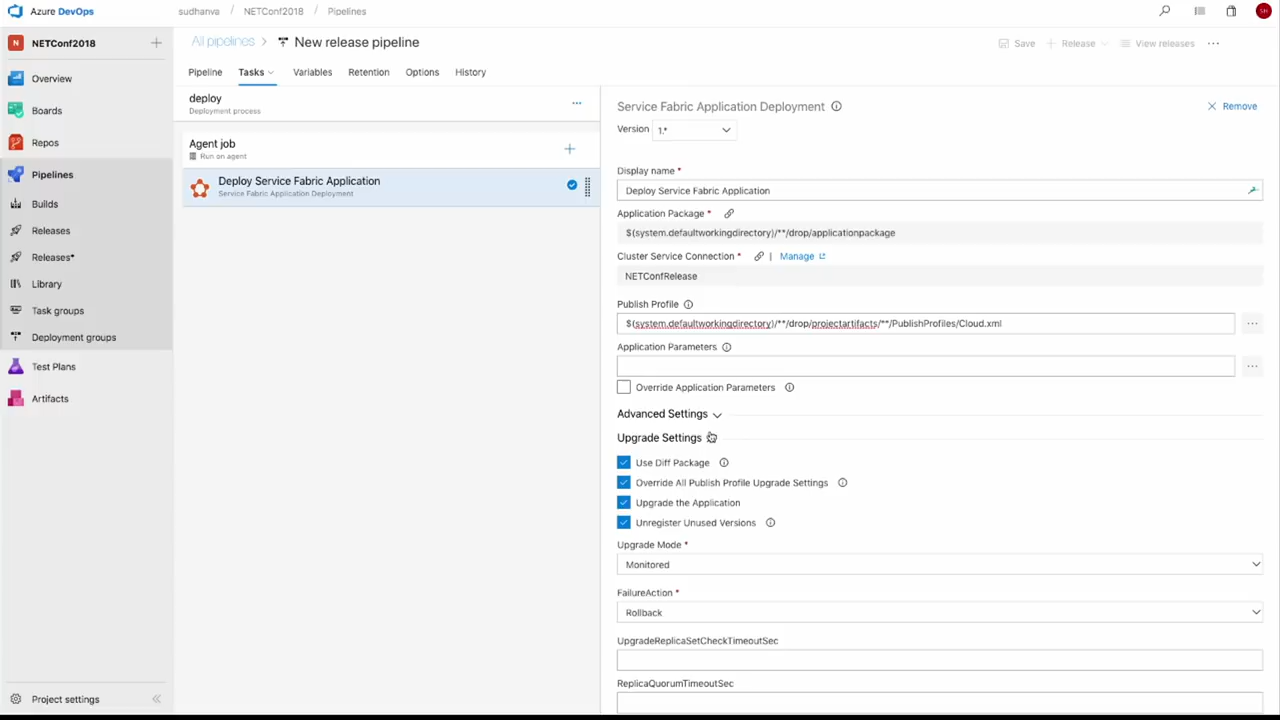 Azure DevOps
sudhanva / NETConf2018 / Pipelines
SH
N NETConf2018
All pipelines > New release pipeline
Save
Release
View releases
Overview
Boards
Repos
Pipelines
Builds
Releases
Releases*
Library
Task groups
Deployment groups
Test Plans
Artifacts
Project settings
Pipeline Tasks Variables Retention Options History
deploy
Deployment process
Agent job
Run on agent
Deploy Service Fabric Application
Service Fabric Application Deployment
Service Fabric Application Deployment
Remove
Version 1.*
Display name *
Deploy Service Fabric Application
Application Package *
$(system.defaultworkingdirectory)/**/drop/applicationpackage
Cluster Service Connection * | Manage
NETConfRelease
Publish Profile
$(system.defaultworkingdirectory)/**/drop/projectartifacts/**/PublishProfiles/Cloud.xml
Application Parameters
Override Application Parameters
Advanced Settings
Upgrade Settings
Use Diff Package
Override All Publish Profile Upgrade Settings
Upgrade the Application
Unregister Unused Versions
Upgrade Mode *
Monitored
FailureAction *
Rollback
UpgradeReplicaSetCheckTimeoutSec
ReplicaQuorumTimeoutSec